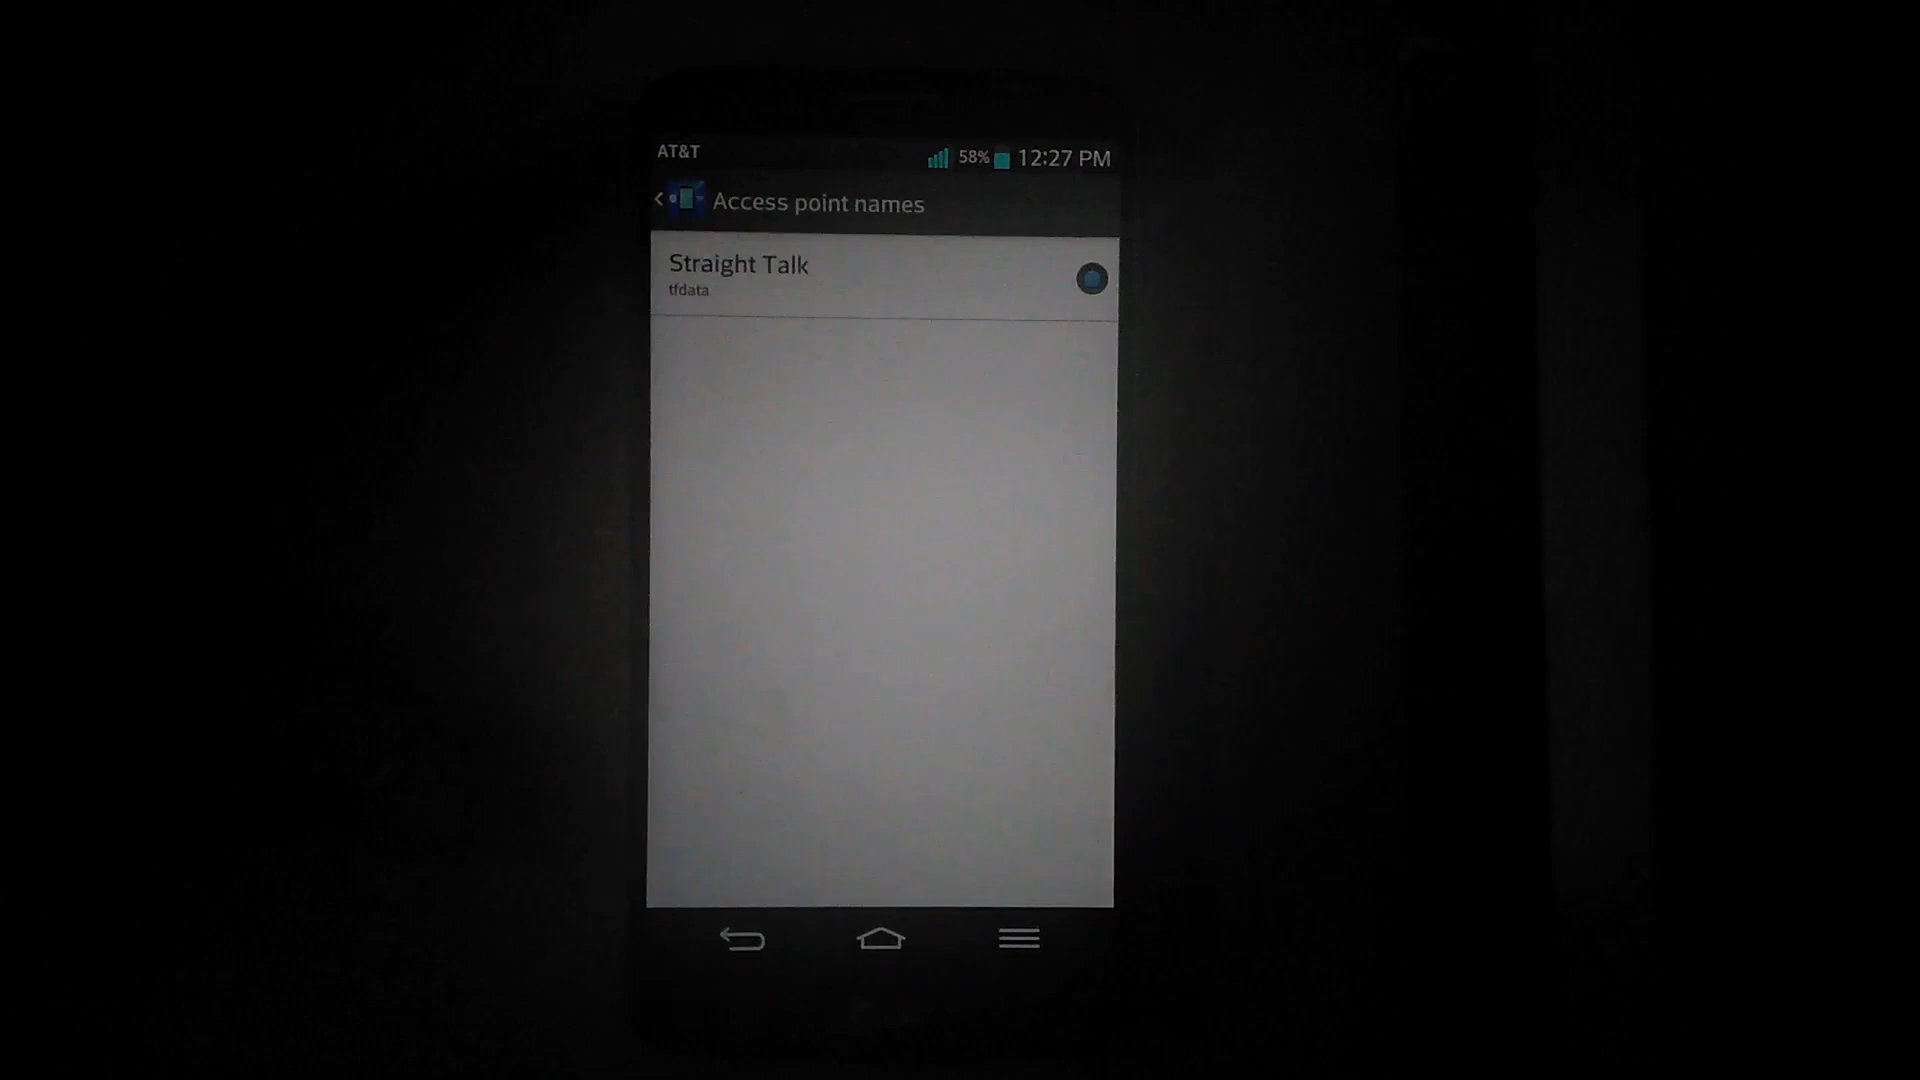 AT&T 58% 12:27 PM
Access point names
Straight Talk
tfdata